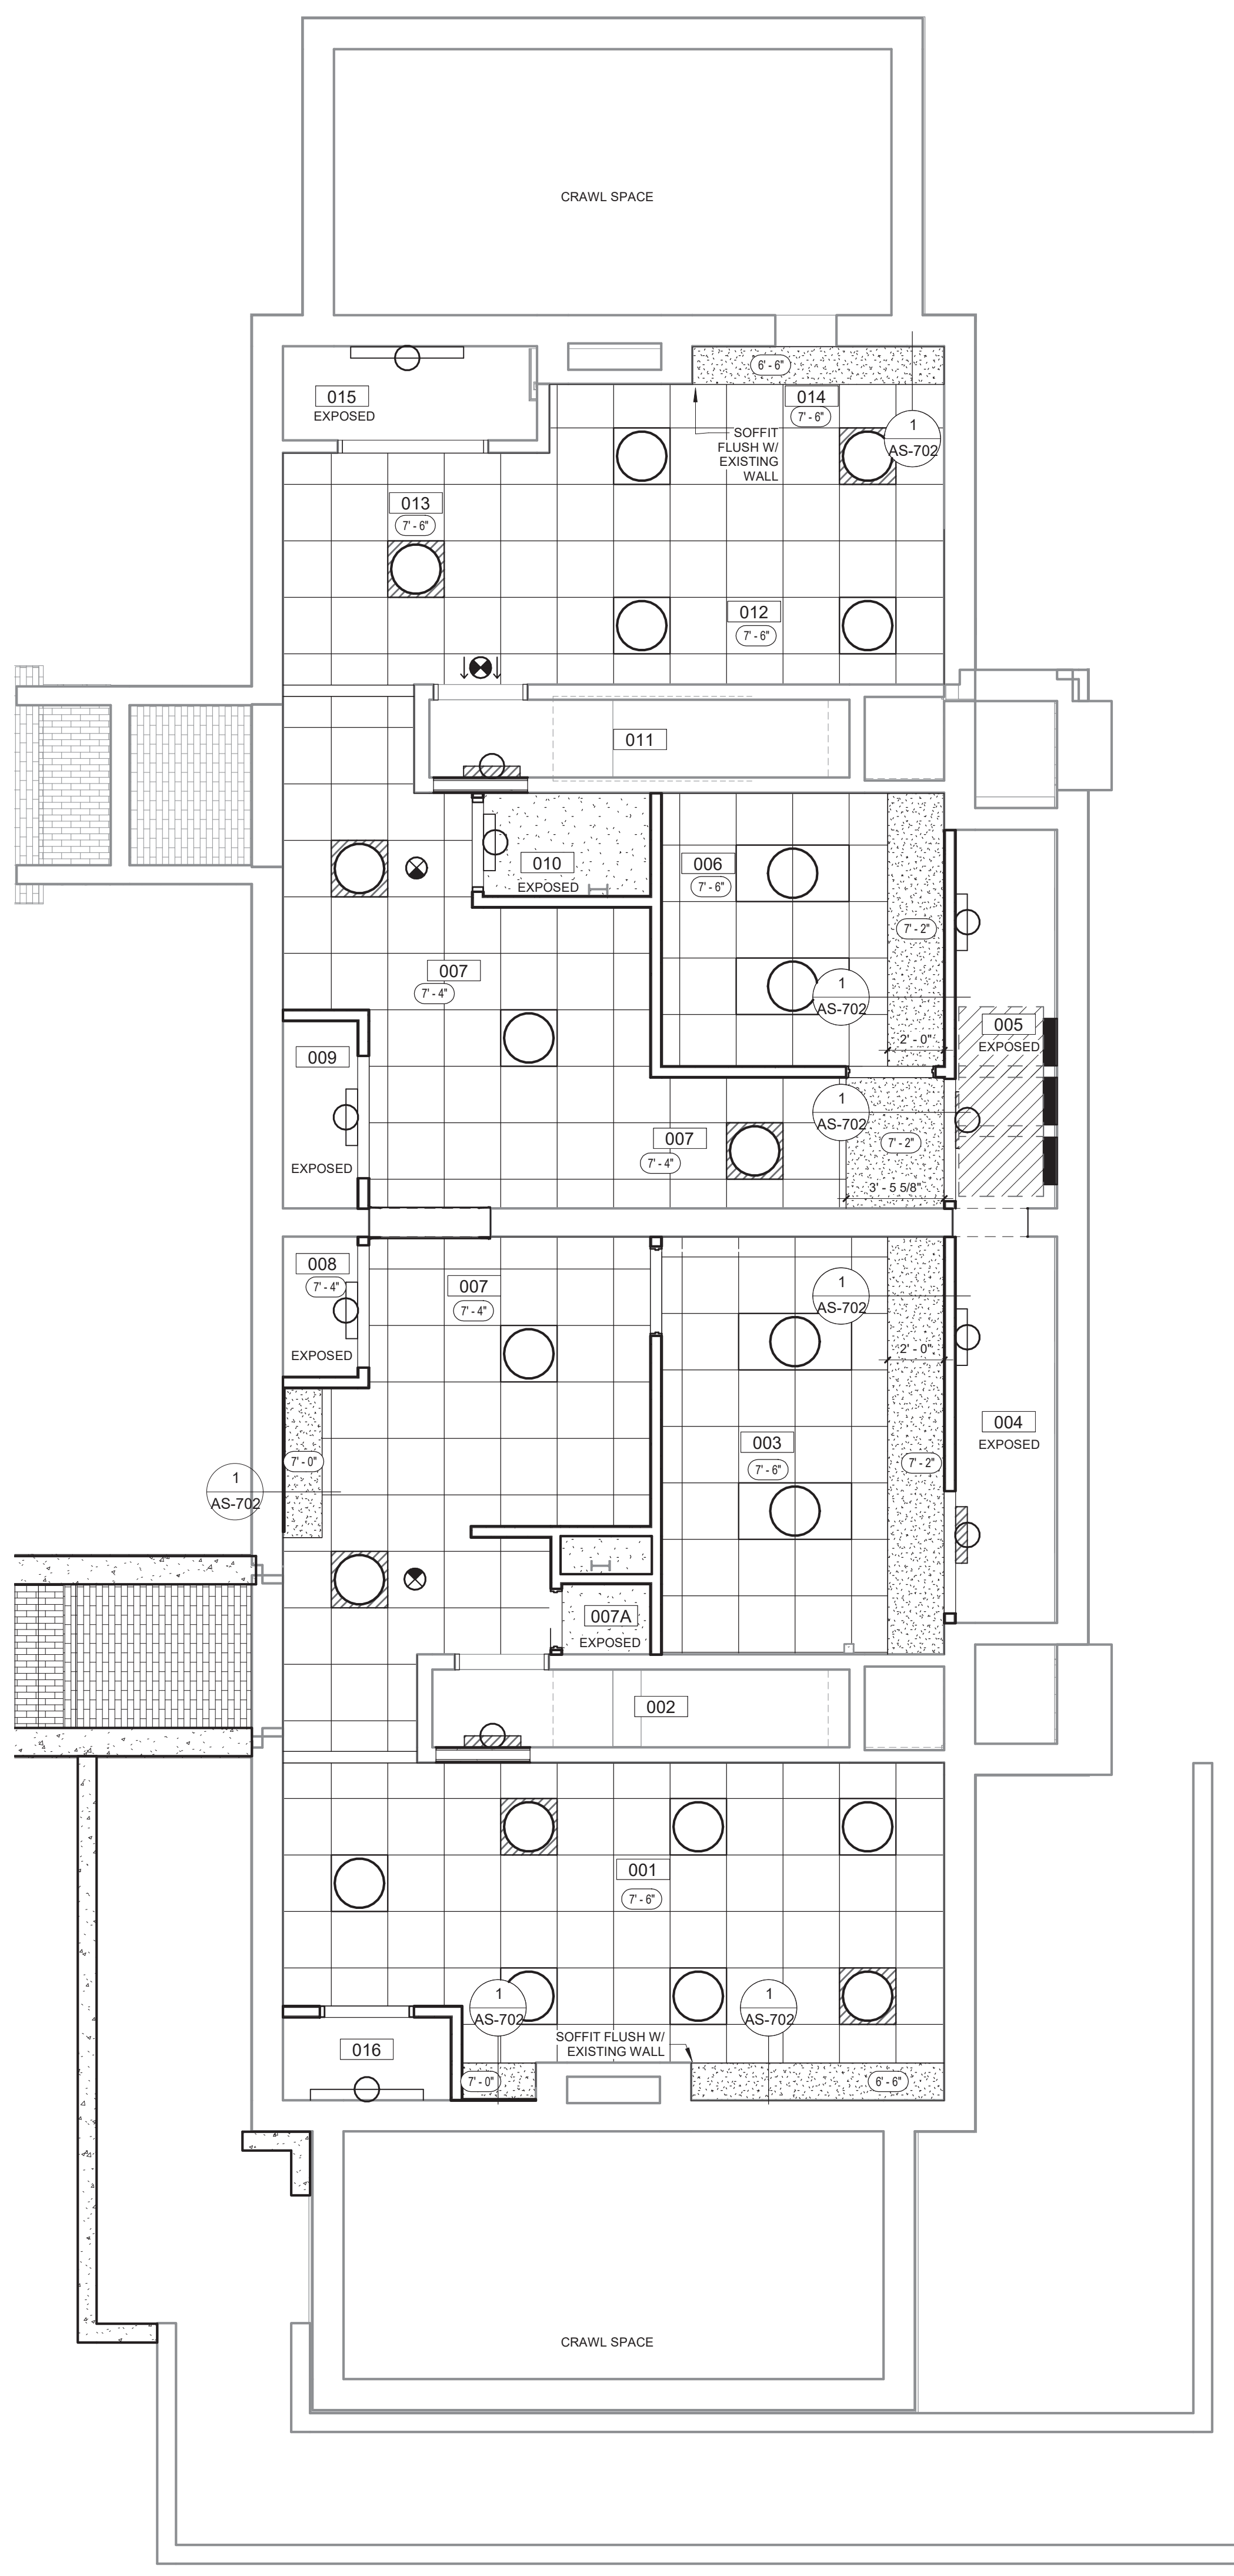 CRAWL SPACE
6' - 6"
015
EXPOSED
014
7' - 6"
1
AS-702
SOFFIT
FLUSH W/
EXISTING
WALL
013
7' - 6"
012
7' - 6"
011
010
EXPOSED
006
7' - 6"
7' - 2"
007
7' - 4"
1
AS-702
005
EXPOSED
2' - 0"
009
EXPOSED
1
AS-702
007
7' - 4"
7' - 2"
3' - 5 5/8"
008
7' - 4"
EXPOSED
007
7' - 4"
1
AS-702
2' - 0"
004
EXPOSED
003
7' - 6"
7' - 2"
7' - 0"
1
AS-702
007A
EXPOSED
002
001
7' - 6"
1
AS-702
1
AS-702
SOFFIT FLUSH W/
EXISTING WALL
016
7' - 0"
6' - 6"
CRAWL SPACE